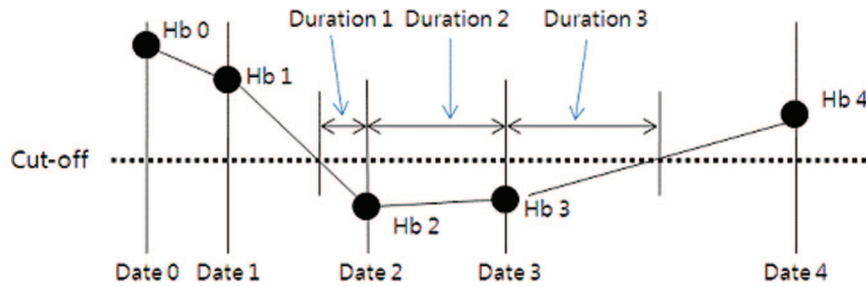 Duration 1 Duration 2 Duration 3
Hb 0
Hb 1
Hb 4
Cut-off
Hb 2
Hb 3
Date 0 Date 1 Date 2 Date 3 Date 4